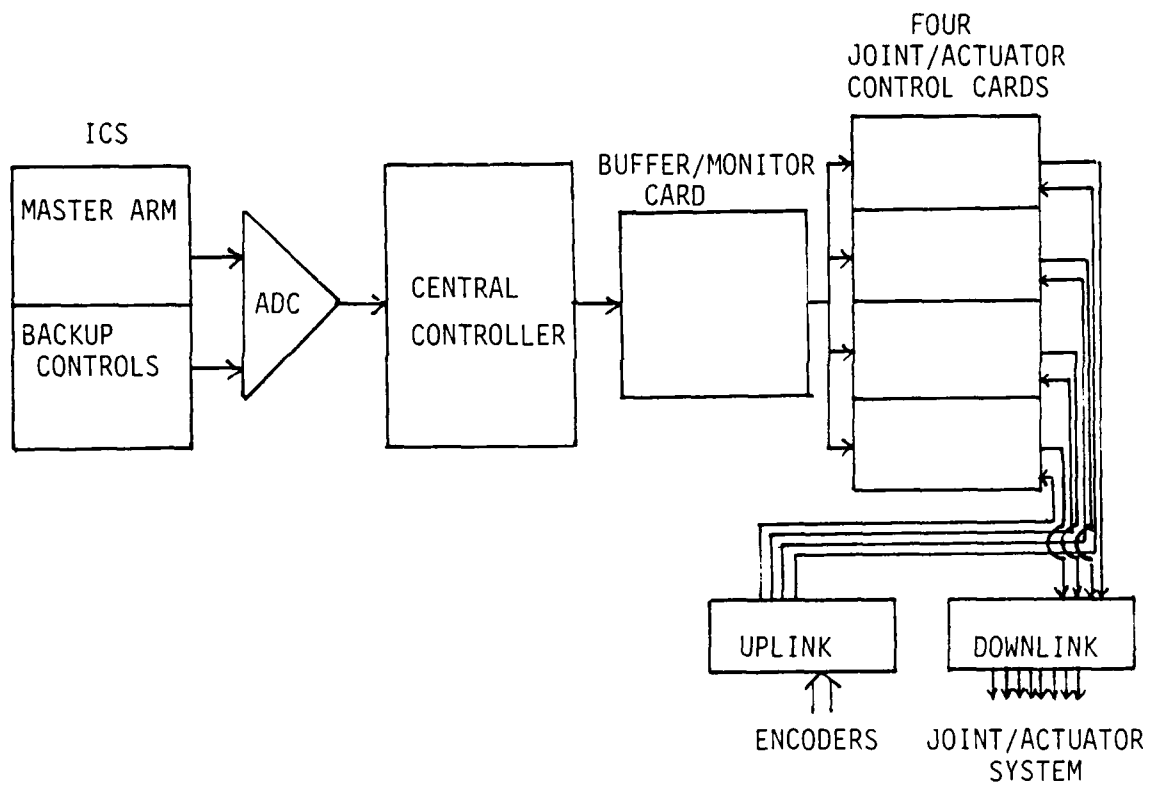 FOUR
JOINT/ACTUATOR
CONTROL CARDS
ICS
MASTER ARM
BACKUP
CONTROLS
ADC
CENTRAL
CONTROLLER
BUFFER/MONITOR
CARD
UPLINK
DOWNLINK
ENCODERS
JOINT/ACTUATOR
SYSTEM